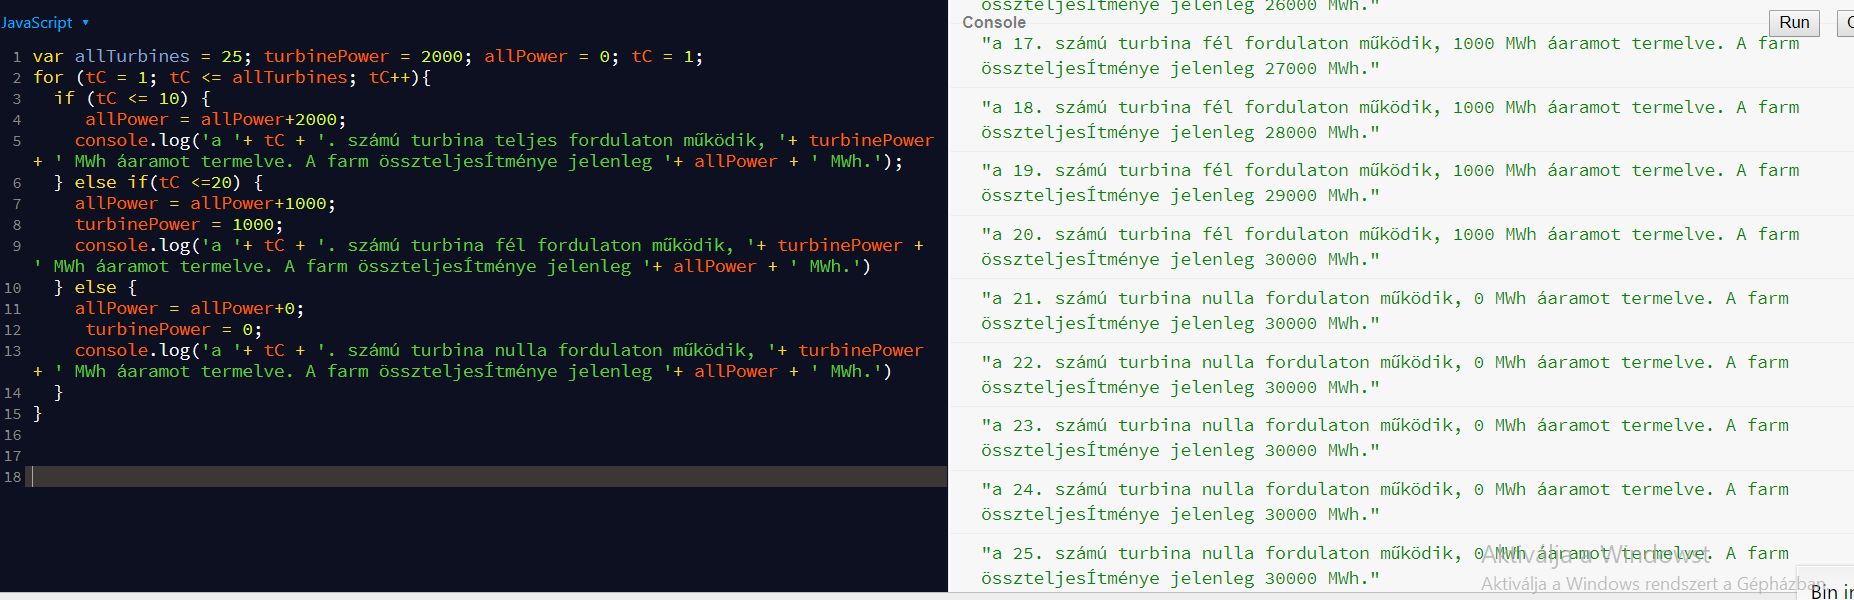 JavaScript ▾
1 var allTurbines = 25; turbinePower = 2000; allPower = 0; tC = 1;
2 for (tC = 1; tC <= allTurbines; tC++){
3 if (tC <= 10) {
4 allPower = allPower+2000;
5 console.log('a '+ tC + '. számú turbina teljes fordulaton működik, '+ turbinePower
+ ' MWh áaramot termelve. A farm összteljesÍtménye jelenleg '+ allPower + ' MWh.');
6 } else if(tC <=20) {
7 allPower = allPower+1000;
8 turbinePower = 1000;
9 console.log('a '+ tC + '. számú turbina fél fordulaton működik, '+ turbinePower +
' MWh áaramot termelve. A farm összteljesÍtménye jelenleg '+ allPower + ' MWh.')
10 } else {
11 allPower = allPower+0;
12 turbinePower = 0;
13 console.log('a '+ tC + '. számú turbina nulla fordulaton működik, '+ turbinePower
+ ' MWh áaramot termelve. A farm összteljesÍtménye jelenleg '+ allPower + ' MWh.')
14 }
15 }
16
17
18
összteljesÍtménye jelenleg 26000 MWh."
Console
Run
"a 17. számú turbina fél fordulaton működik, 1000 MWh áaramot termelve. A farm
összteljesÍtménye jelenleg 27000 MWh."
"a 18. számú turbina fél fordulaton működik, 1000 MWh áaramot termelve. A farm
összteljesÍtménye jelenleg 28000 MWh."
"a 19. számú turbina fél fordulaton működik, 1000 MWh áaramot termelve. A farm
összteljesÍtménye jelenleg 29000 MWh."
"a 20. számú turbina fél fordulaton működik, 1000 MWh áaramot termelve. A farm
összteljesÍtménye jelenleg 30000 MWh."
"a 21. számú turbina nulla fordulaton működik, 0 MWh áaramot termelve. A farm
összteljesÍtménye jelenleg 30000 MWh."
"a 22. számú turbina nulla fordulaton működik, 0 MWh áaramot termelve. A farm
összteljesÍtménye jelenleg 30000 MWh."
"a 23. számú turbina nulla fordulaton működik, 0 MWh áaramot termelve. A farm
összteljesÍtménye jelenleg 30000 MWh."
"a 24. számú turbina nulla fordulaton működik, 0 MWh áaramot termelve. A farm
összteljesÍtménye jelenleg 30000 MWh."
"a 25. számú turbina nulla fordulaton működik, 0 MWh áaramot termelve. A farm
összteljesÍtménye jelenleg 30000 MWh."
Aktiválja a Windowst
Aktiválja a Windows rendszert a Gépházban
Bin